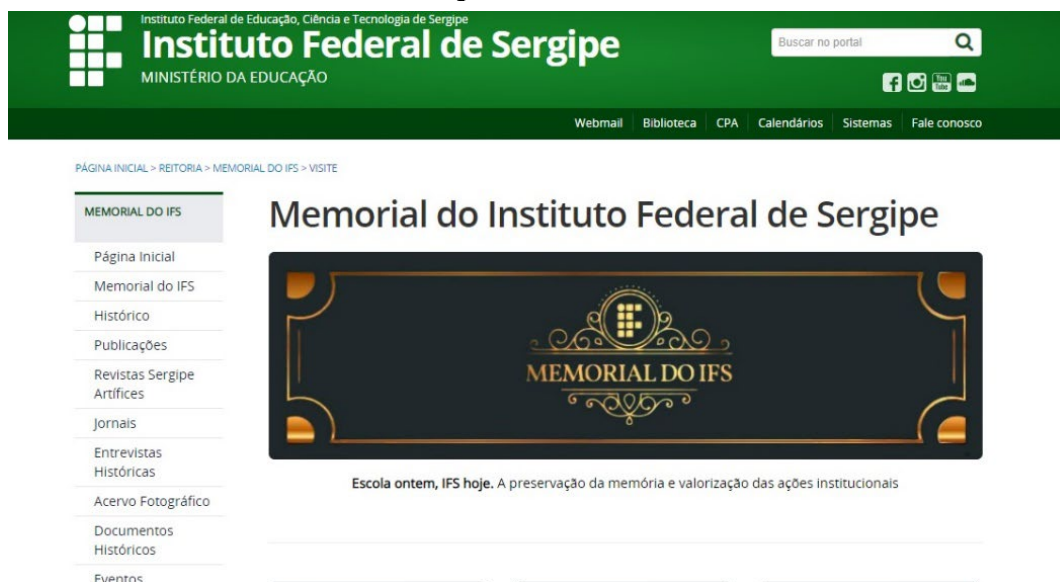 Instituto Federal de Educação, Ciência e Tecnologia de Sergipe
Instituto Federal de Sergipe
MINISTÉRIO DA EDUCAÇÃO
Buscar no portal
You
Tube
Webmail Biblioteca CPA Calendários Sistemas Fale conosco
PÁGINA INICIAL > REITORIA > MEMORIAL DO IFS > VISITE
MEMORIAL DO IFS
Página Inicial
Memorial do IFS
Histórico
Publicações
Revistas Sergipe
Artífices
Jornais
Entrevistas
Históricas
Acervo Fotográfico
Documentos
Históricos
Eventos
Memorial do Instituto Federal de Sergipe
MEMORIAL DO IFS
Escola ontem, IFS hoje. A preservação da memória e valorização das ações institucionais